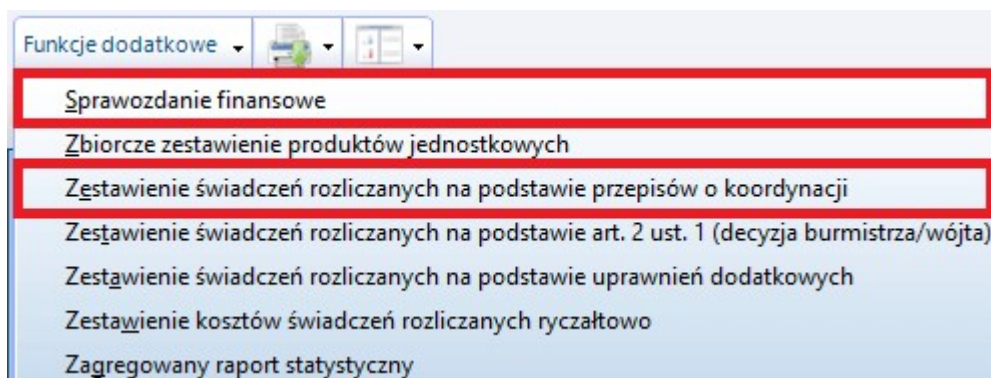 Funkcje dodatkowe
Sprawozdanie finansowe
Zbiorcze zestawienie produktów jednostkowych
Zestawienie świadczeń rozliczanych na podstawie przepisów o koordynacji
Zestawienie świadczeń rozliczanych na podstawie art. 2 ust. 1 (decyzja burmistrza/wójta)
Zestawienie świadczeń rozliczanych na podstawie uprawnień dodatkowych
Zestawienie kosztów świadczeń rozliczanych ryczałtowo
Zagregowany raport statystyczny